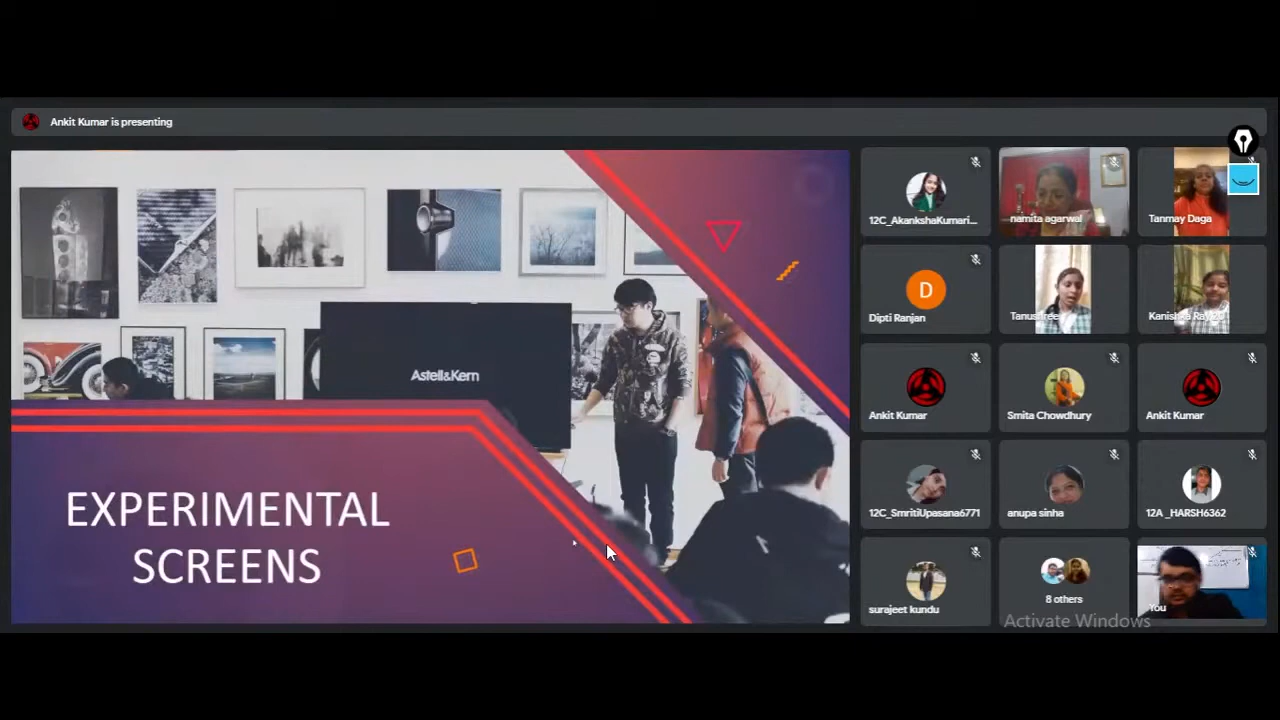 Ankit Kumar is presenting
Astell&Kern
EXPERIMENTAL
SCREENS
12C_AkankshaKumari...
namita agarwal
Tanmay Daga
D
Dipti Ranjan
Tanushree
Kanishka Ray
Ankit Kumar
Smita Chowdhury
Ankit Kumar
12C_SmritiUpasana6771
anupa sinha
12A_HARSH6362
surajeet kundu
8 others
You
Activate Windows